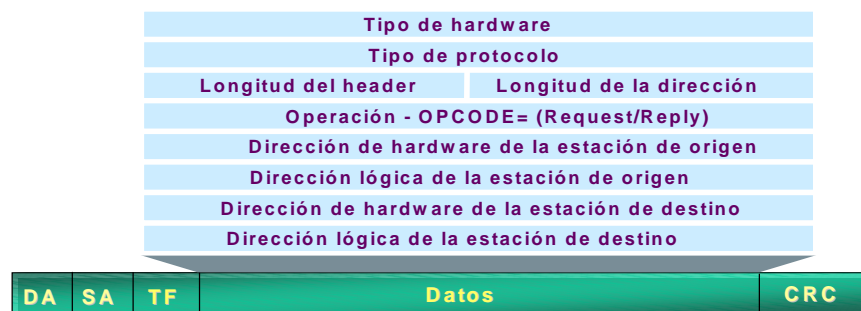 Tipo de hardware
Tipo de protocolo
Longitud del header Longitud de la dirección
Operación - OPCODE= (Request/Reply)
Dirección de hardware de la estación de origen
Dirección lógica de la estación de origen
Dirección de hardware de la estación de destino
Dirección lógica de la estación de destino
DA SA TF Datos CRC